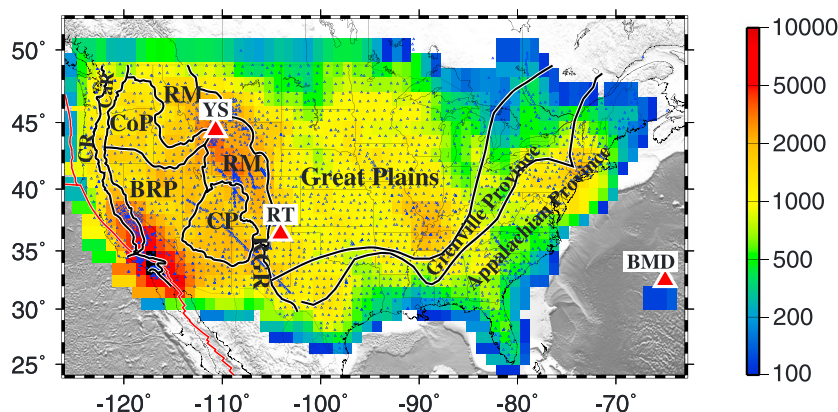 50°
45°
40°
35°
30°
25°
-120°
-110°
-100°
-90°
-80°
-70°
RM
YS
CaR
CoP
CR
RM
BRP
CP
RT
RGR
Great Plains
Grenville Province
Appalachian Province
BMD
10000
5000
2000
1000
500
200
100